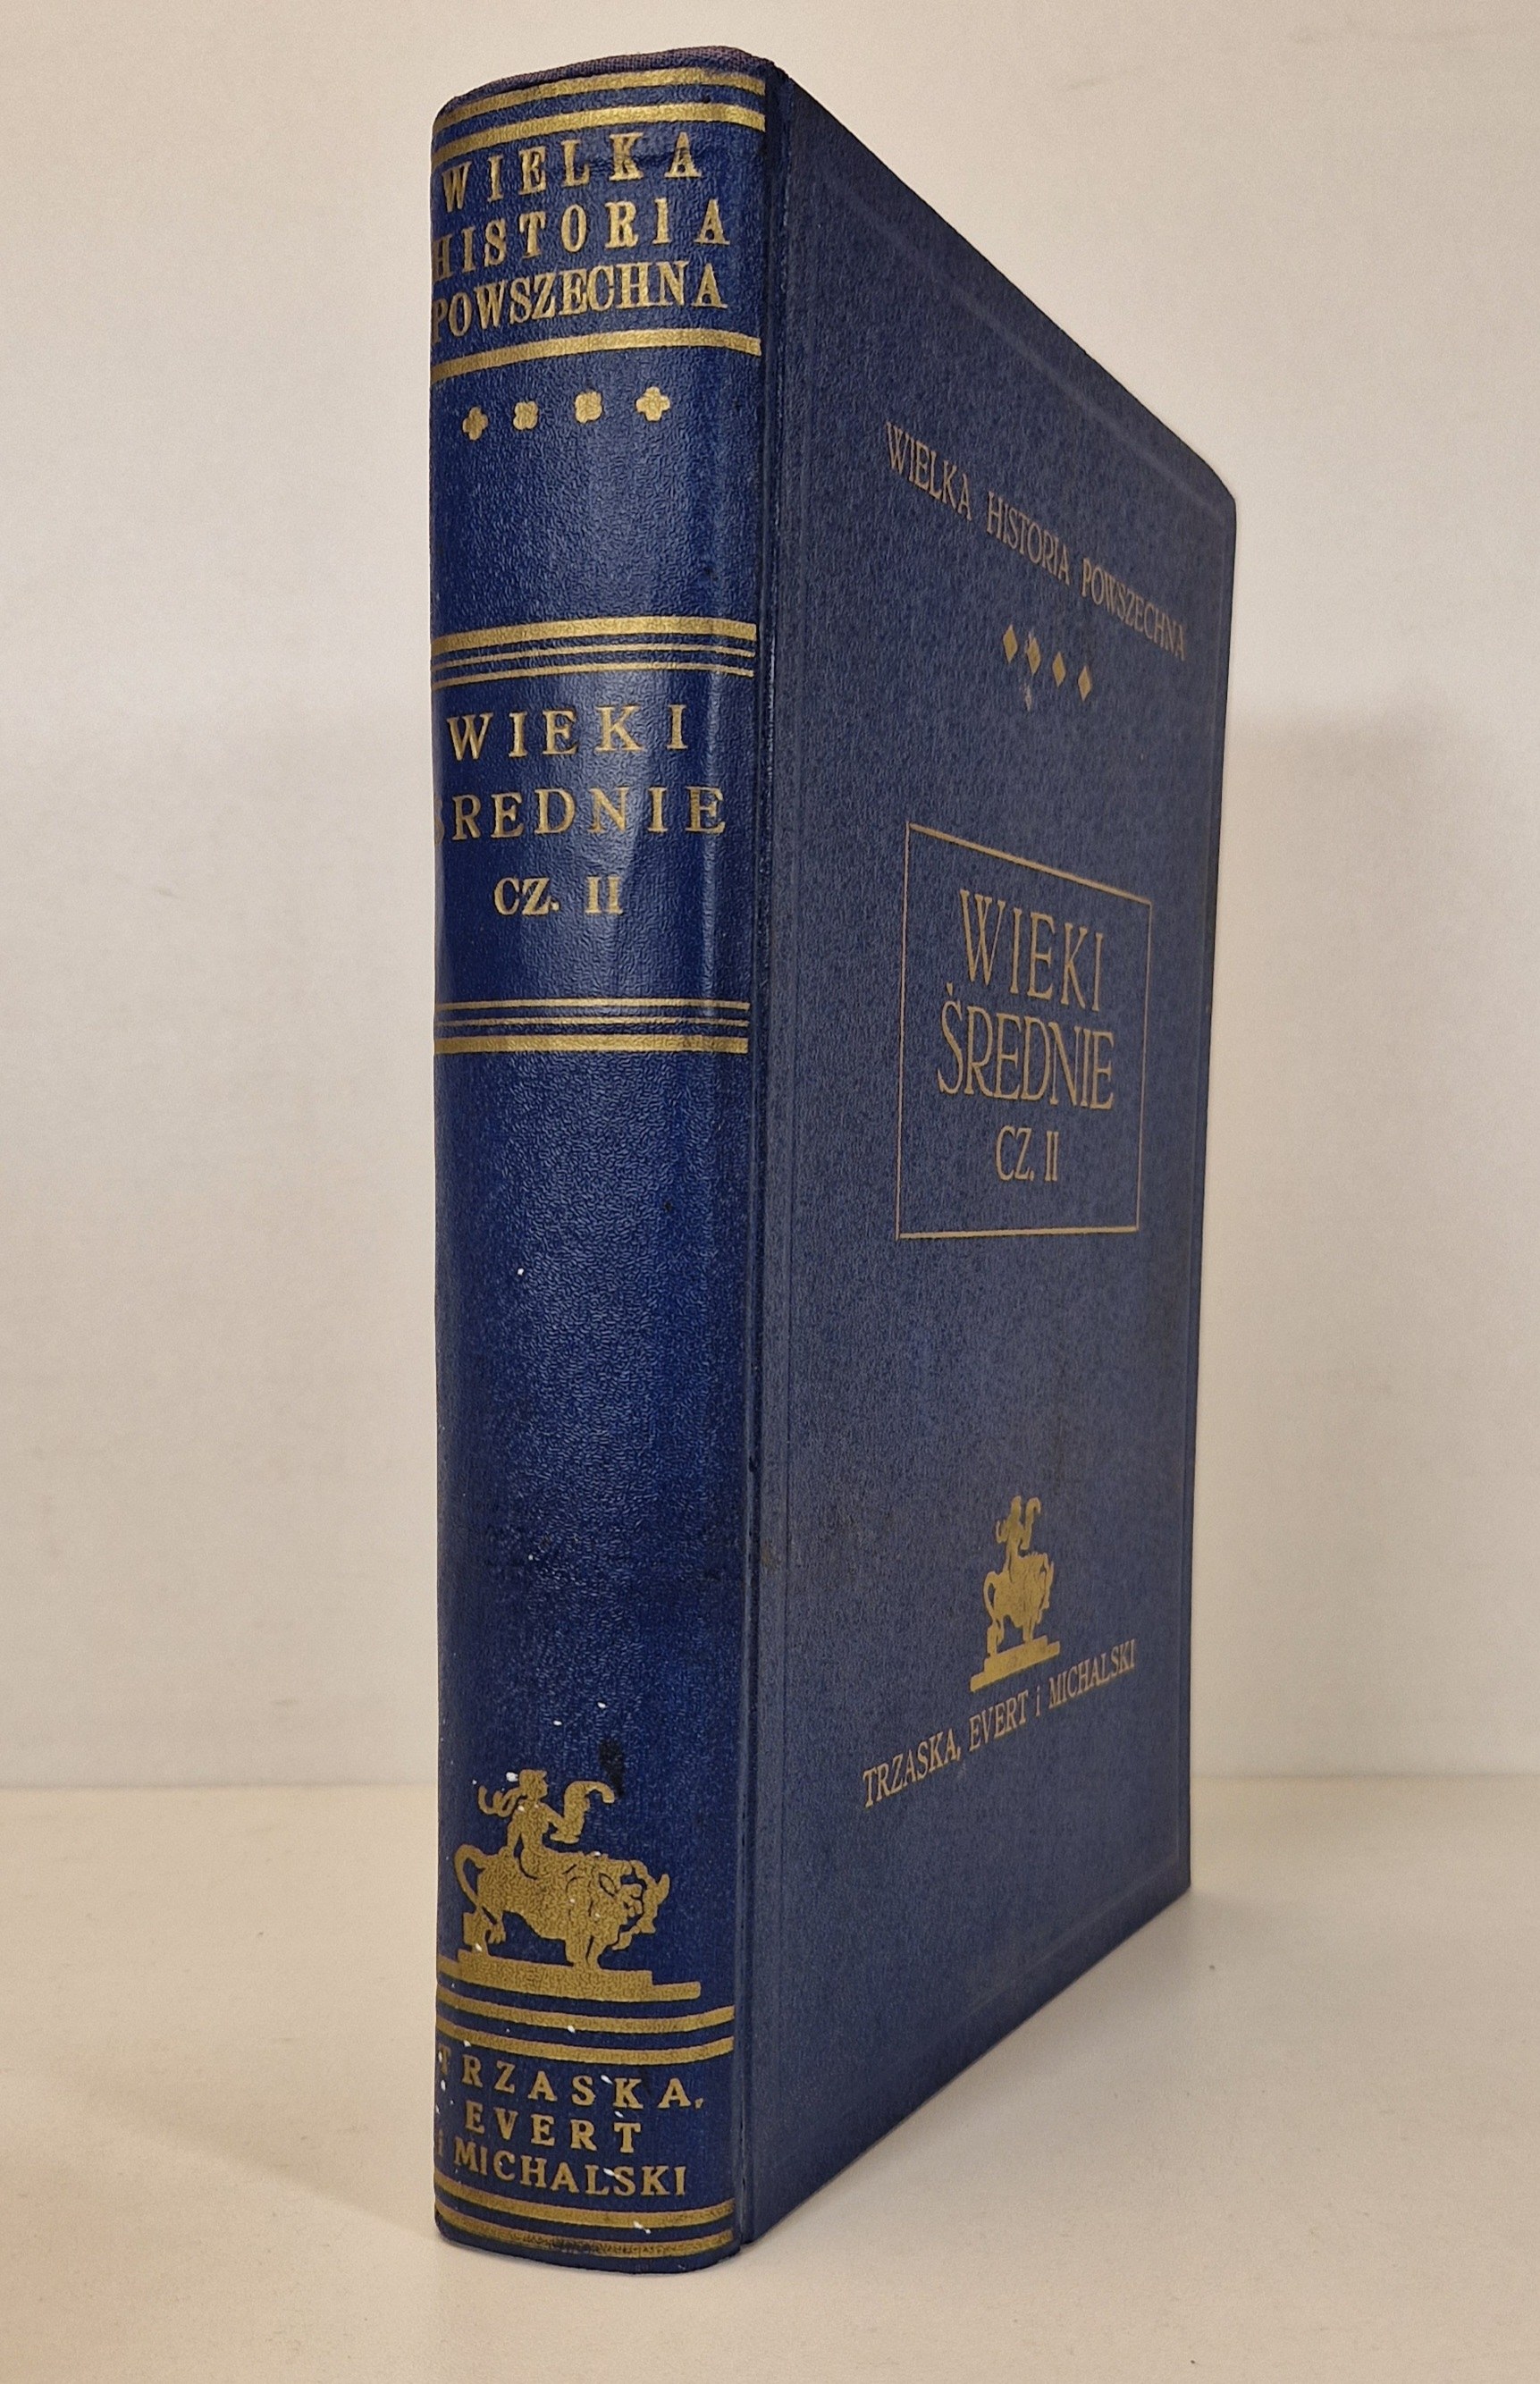 WIELKA
HISTORIA
POWSZECHNA
WIEKI
ŚREDNIE
CZ. II
TRZASKA,
EVERT
i MICHALSKI
WIELKA HISTORIA POWSZECHNA
WIEKI
ŚREDNIE
CZ. II
TRZASKA, EVERT i MICHALSKI